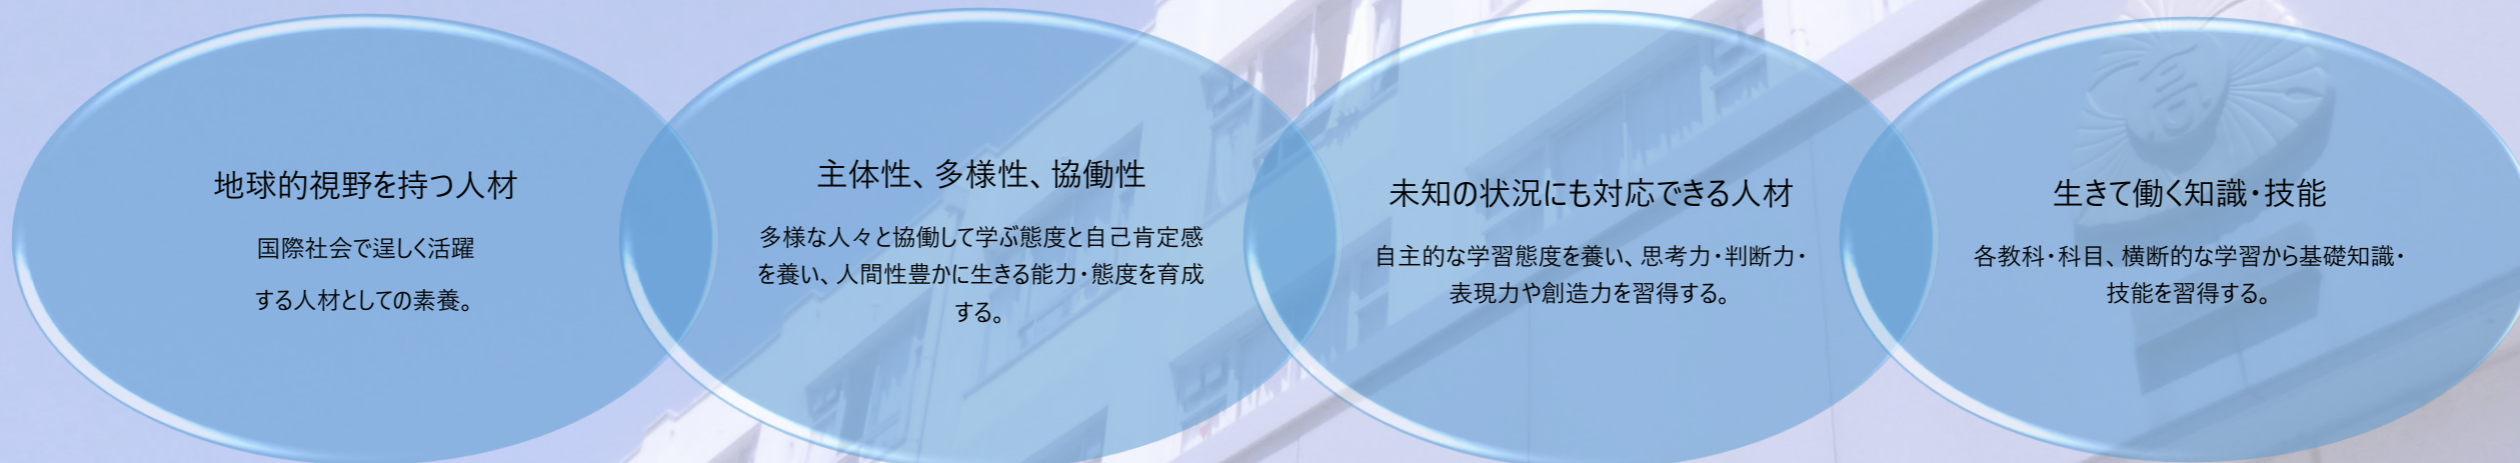 地球的視野を持つ人材
国際社会で逞しく活躍
する人材としての素養。
主体性、多様性、協働性
多様な人々と協働して学ぶ態度と自己肯定感
を養い、人間性豊かに生きる能力・態度を育成
する。
未知の状況にも対応できる人材
自主的な学習態度を養い、思考力・判断力・
表現力や創造力を習得する。
生きて働く知識・技能
各教科・科目、横断的な学習から基礎知識・
技能を習得する。
高